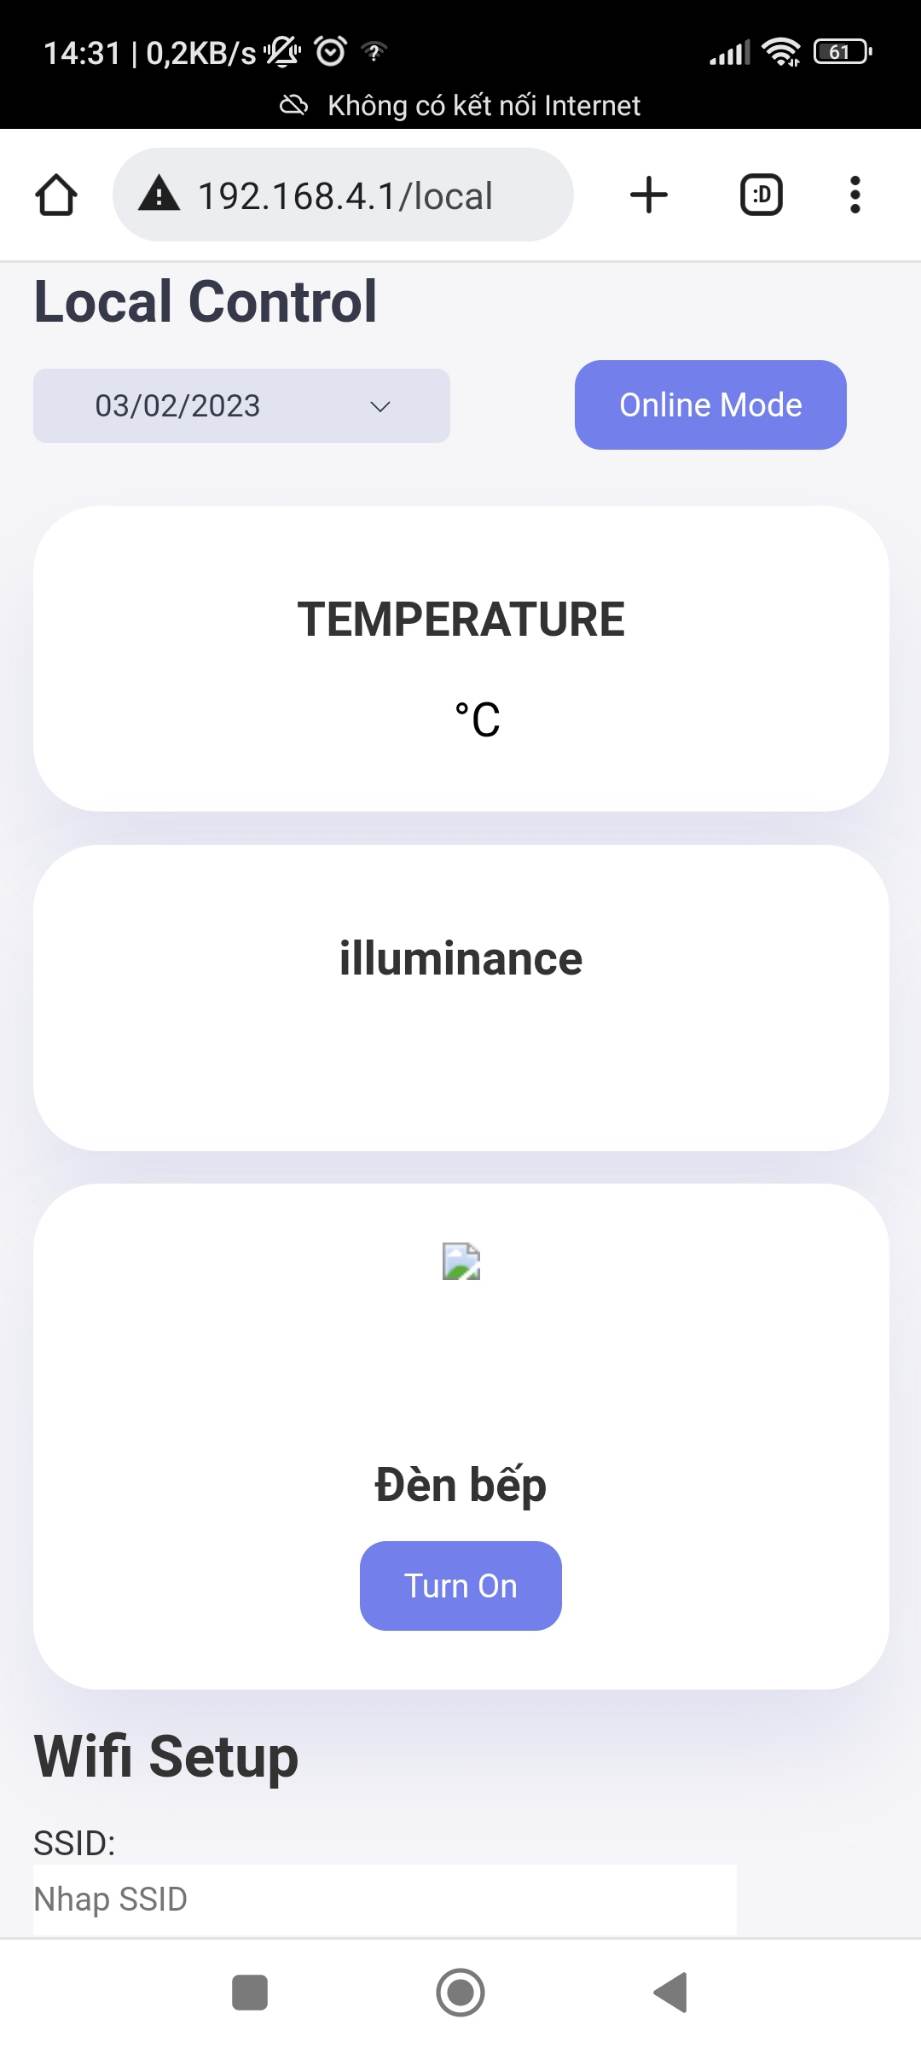 14:31 | 0,2KB/s
61
Không có kết nối Internet
192.168.4.1/local
:D
Local Control
03/02/2023
Online Mode
TEMPERATURE
°C
illuminance
Đèn bếp
Turn On
Wifi Setup
SSID:
Nhap SSID